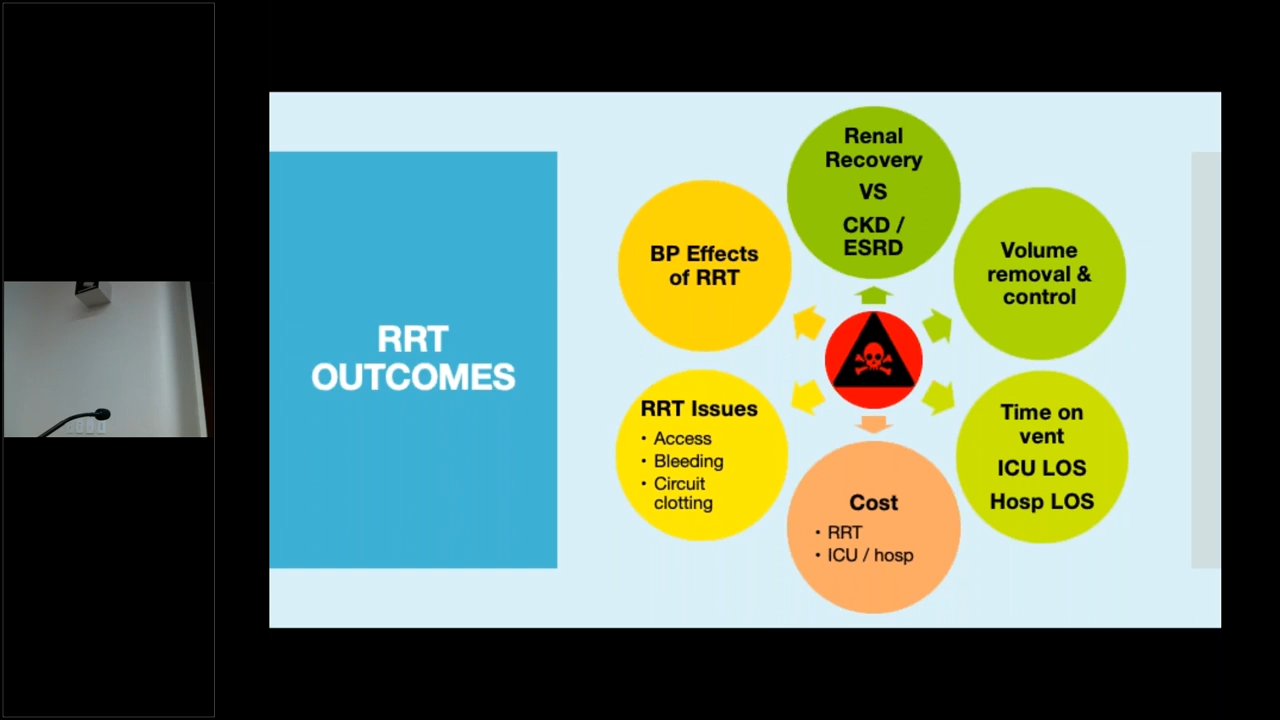 RRT
OUTCOMES
Renal
Recovery
VS
CKD /
ESRD
Volume
removal &
control
Time on
vent
ICU LOS
Hosp LOS
Cost
• RRT
• ICU / hosp
RRT Issues
• Access
• Bleeding
• Circuit
clotting
BP Effects
of RRT